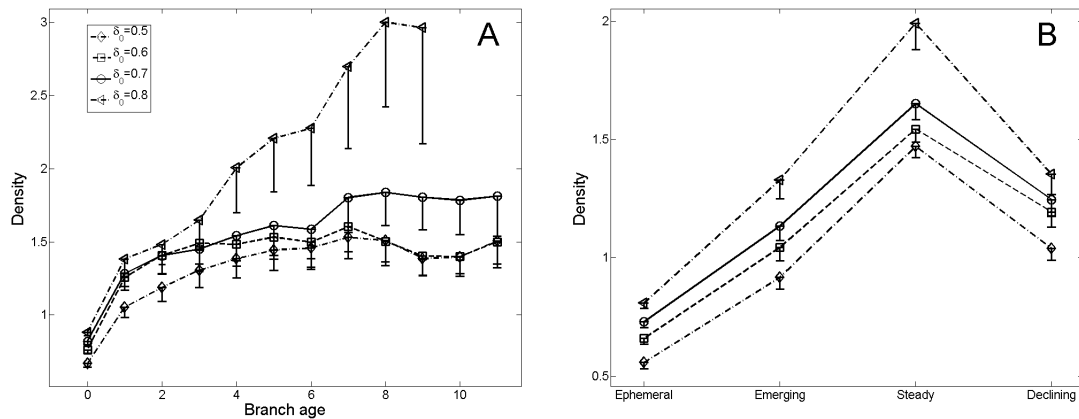 A
δ0=0.5
δ0=0.6
δ0=0.7
δ0=0.8
3
2.5
2
1.5
1
Density
0 2 4 6 8 10
Branch age
B
2
1.5
1
0.5
Density
Ephemeral Emerging Steady Declining